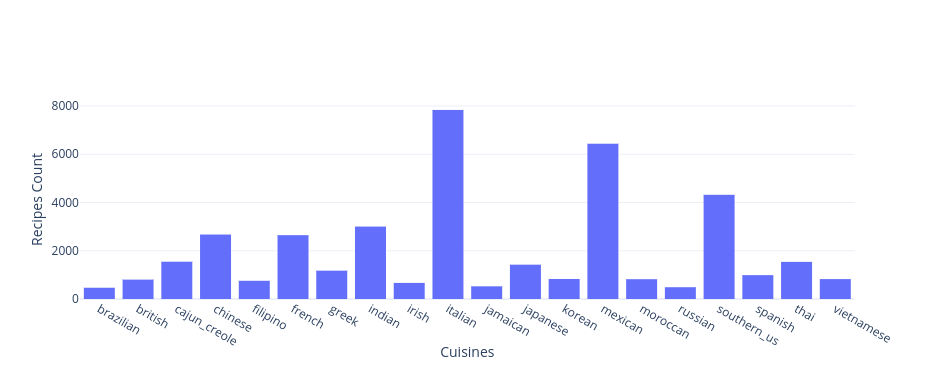 8000
6000
4000
2000
0
Recipes Count
brazilian
british
cajun_creole
chinese
filipino
french
greek
indian
irish
italian
jamaican
japanese
korean
mexican
moroccan
russian
southern_us
spanish
thai
vietnamese
Cuisines